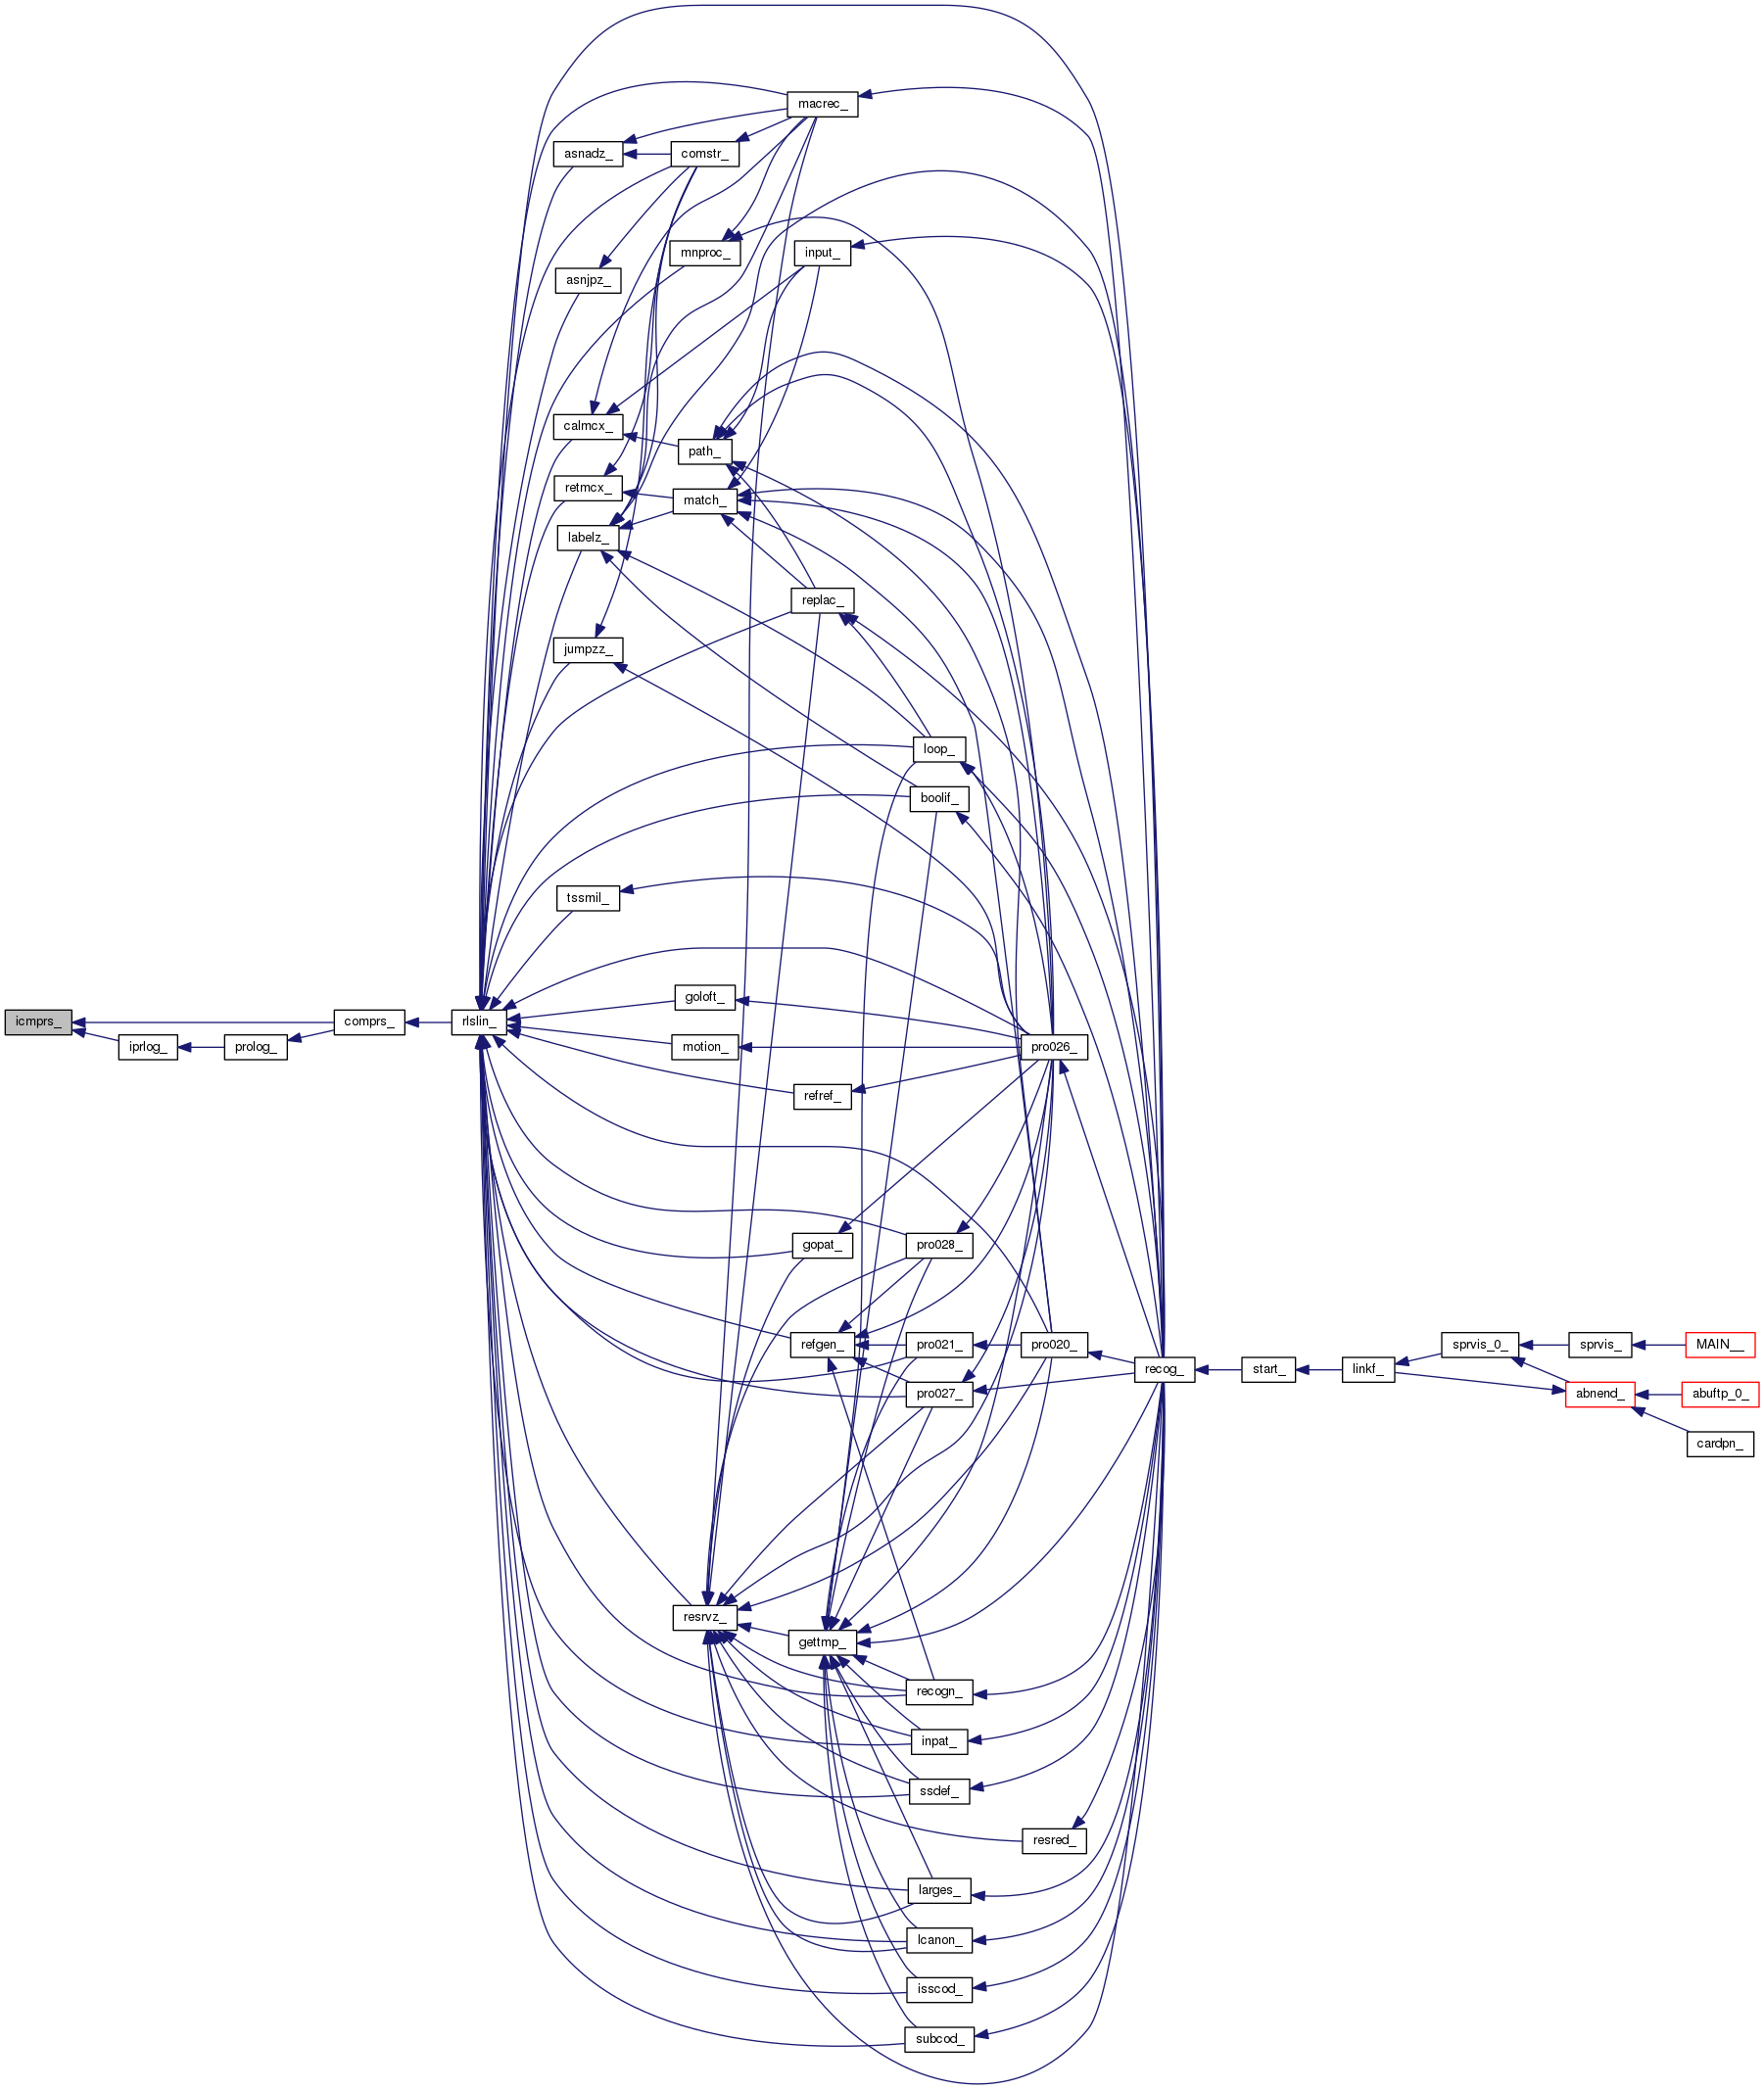 macrec_
asnadz_
comstr_
mnproc_
input_
asnjpz_
calmcx_
path_
retmcx_
match_
labelz_
replac_
jumpzz_
loop_
boolif_
tssmil_
goloft_
icmprs_
comprs_
rlslin_
iprlog_
prolog_
motion_
pro026_
refref_
gopat_
pro028_
refgen_
pro021_
pro020_
sprvis_0_
sprvis_
MAIN__
recog_
start_
linkf_
pro027_
abnend_
abuftp_0_
cardpn_
resrvz_
gettmp_
recogn_
inpat_
ssdef_
resred_
larges_
lcanon_
isscod_
subcod_